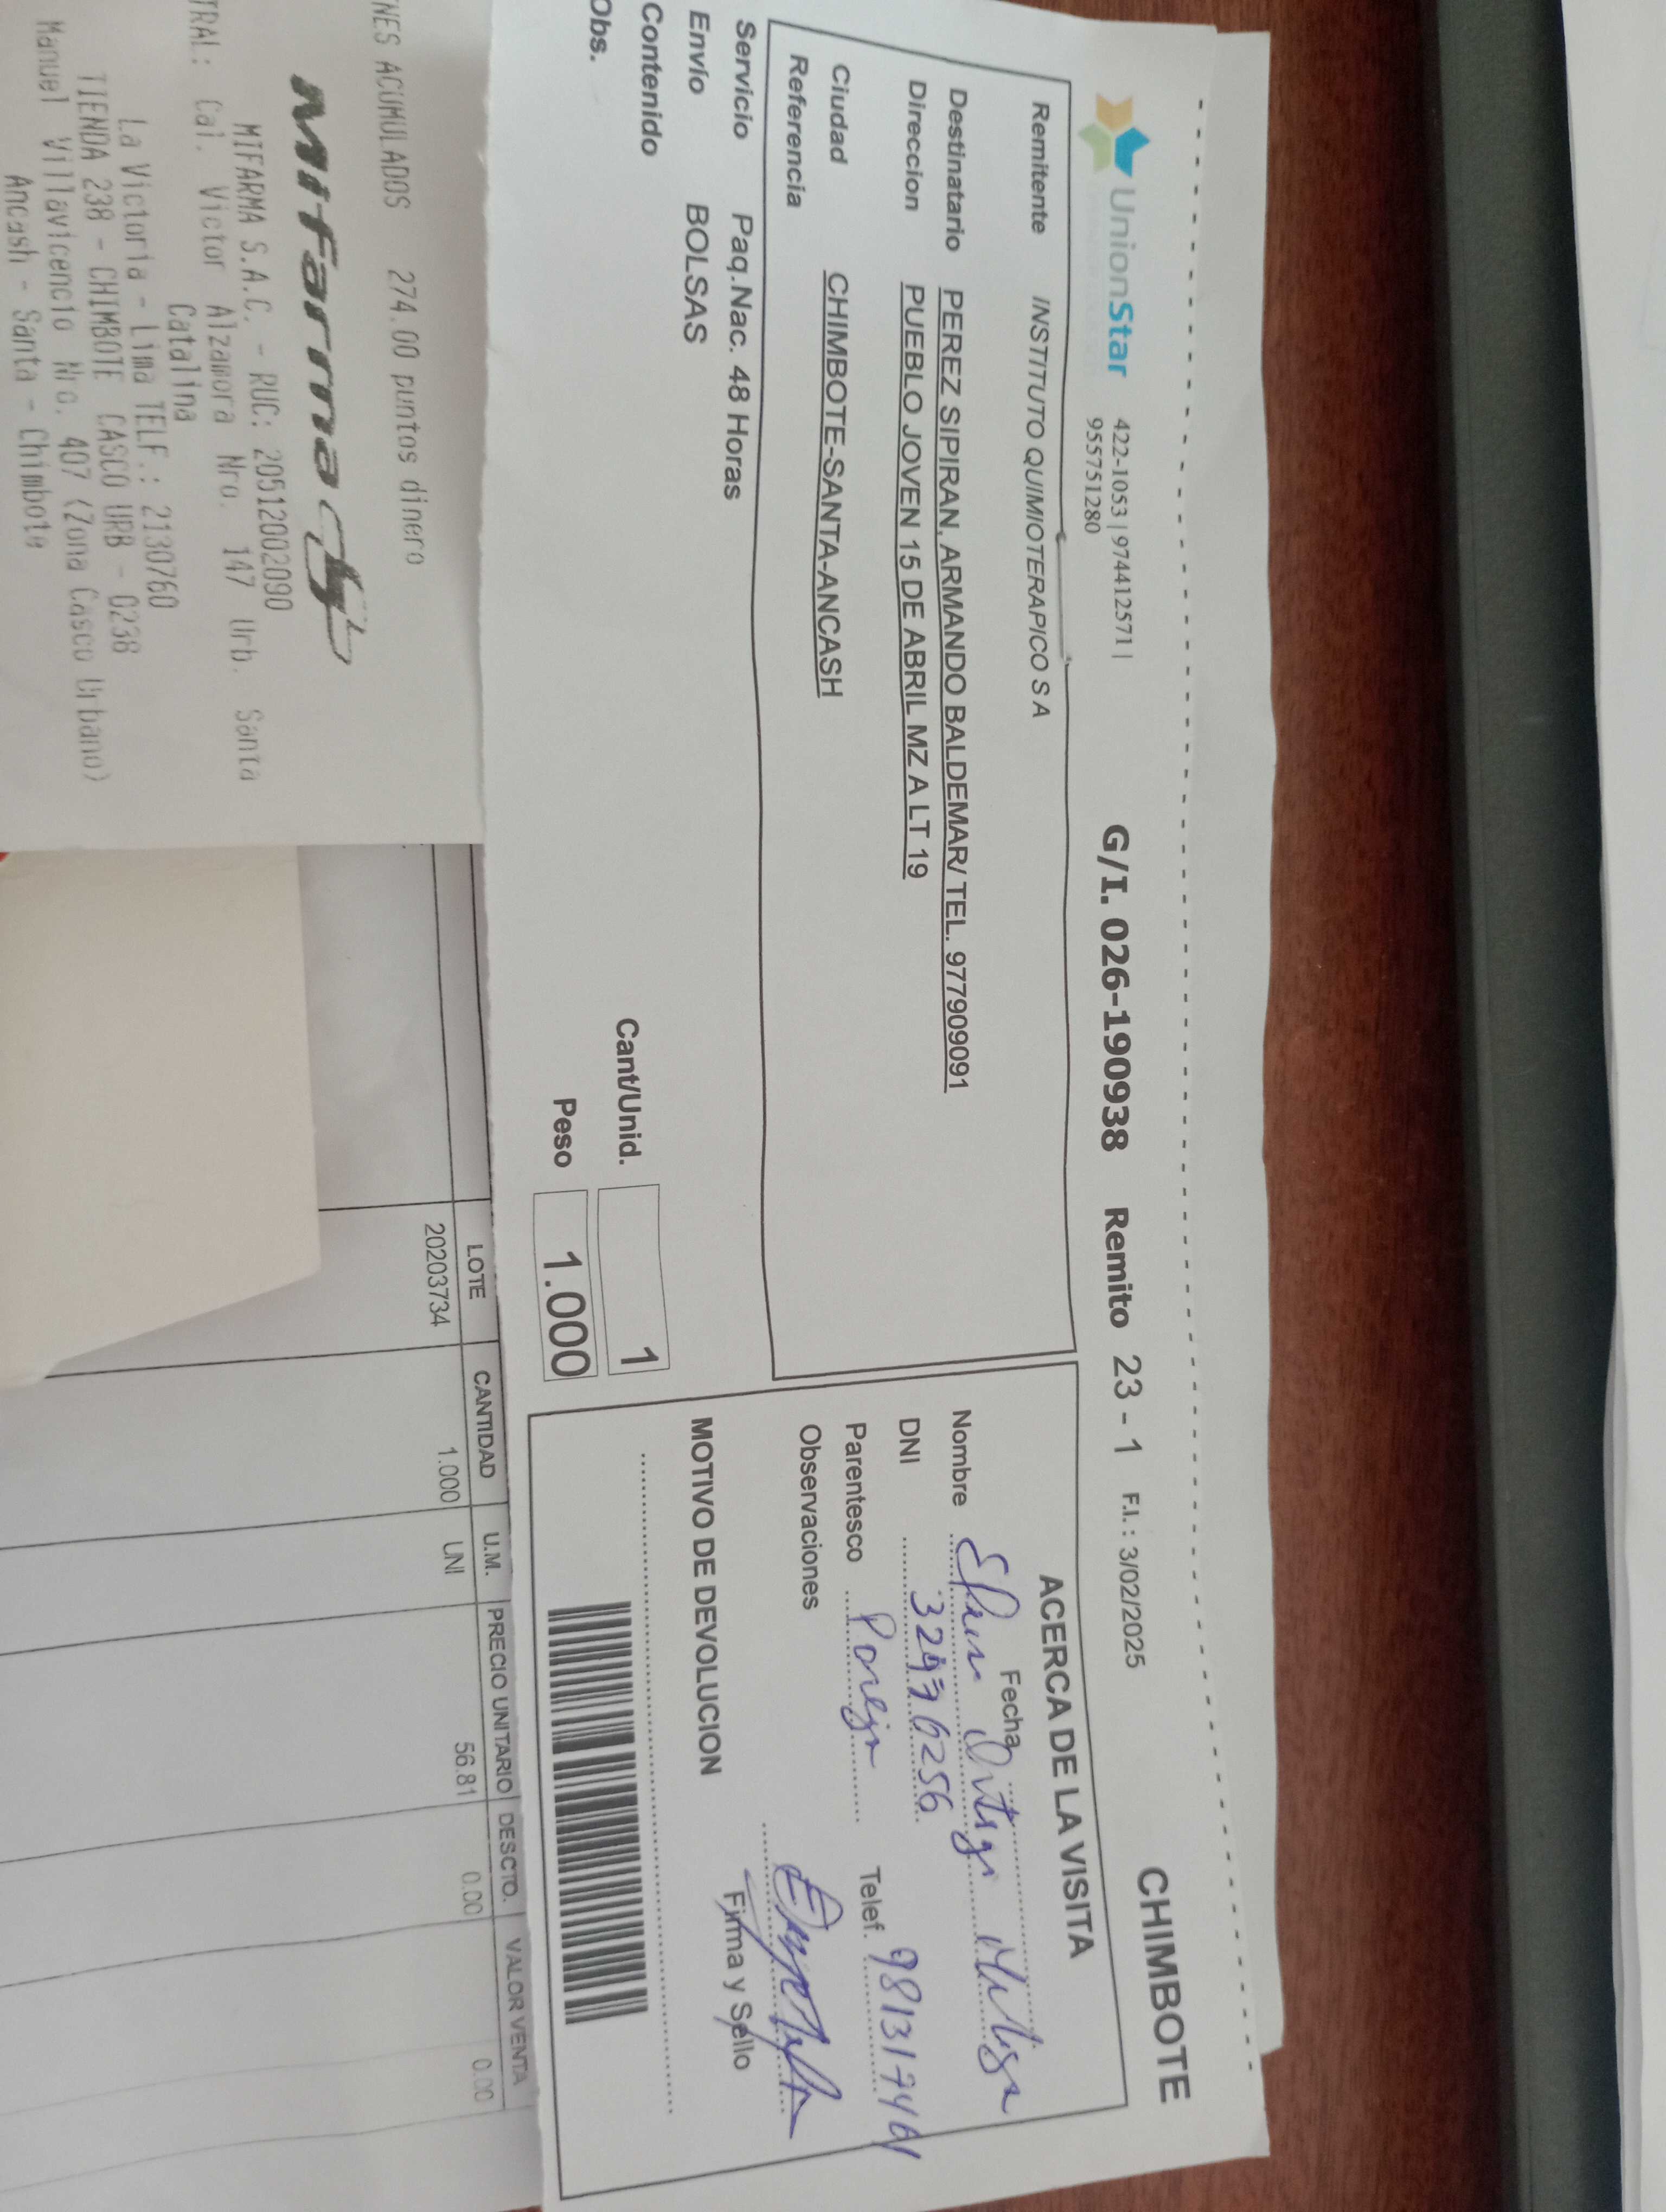 UnionStar
422-1053 | 974412571 |
955751280
G/I. 026-190938 Remito 23 - 1 F.I. : 3/02/2025 CHIMBOTE
Remitente INSTITUTO QUIMIOTERAPICO S A
Destinatario PEREZ SIPIRAN, ARMANDO BALDEMAR/ TEL. 977909091
Direccion PUEBLO JOVEN 15 DE ABRIL MZ A LT 19
Ciudad CHIMBOTE-SANTA-ANCASH
Referencia
Servicio Paq.Nac. 48 Horas
Envío BOLSAS
Contenido
Obs.
Cant/Unid. 1
Peso 1.000
ACERCA DE LA VISITA
Fecha
Nombre
DNI
Parentesco Pareja Telef.
Observaciones
Firma y Sello
MOTIVO DE DEVOLUCION
NES ACUMULADOS 274.00 puntos dinero
Mifarma
MIFARMA S.A.C. - RUC: 20512002090
TRAL: Cal. Victor Alzamora Nro. 147 Urb. Santa
Catalina
La Victoria - Lima TELF.: 2130760
TIENDA 238 - CHIMBOTE CASCO URB - 0238
Manuel Villavicencio Nro. 407 (Zona Casco Urbano)
Ancash - Santa - Chimbote
LOTE CANTIDAD U.M. PRECIO UNITARIO DESCTO. VALOR VENTA
20203734 1.000 UNI 56.81 0.00 0.00